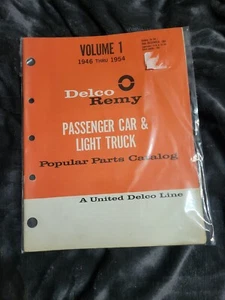 VOLUME 1
1946 THRU 1954
Delco
Remy
PASSENGER CAR &
LIGHT TRUCK
Popular Parts Catalog
A United Delco Line